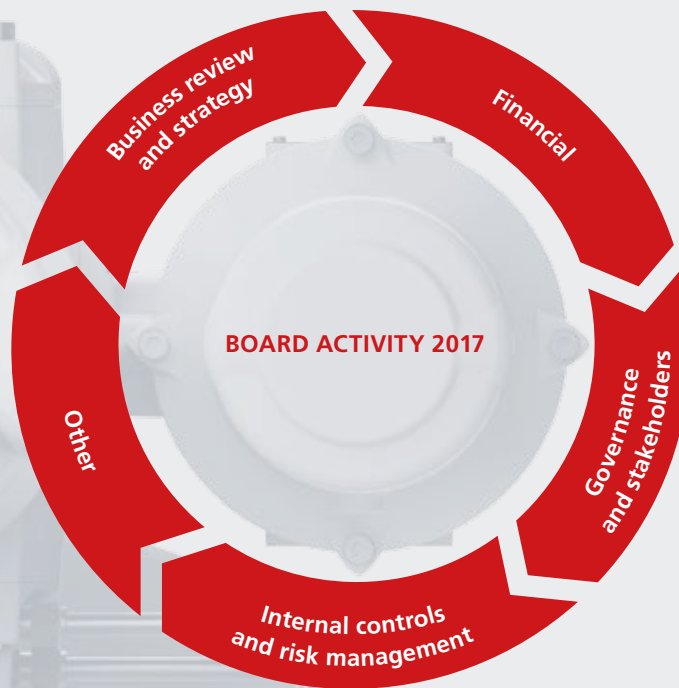 Business review
and strategy
Financial
BOARD ACTIVITY 2017
Governance
and stakeholders
Internal controls
and risk management
Other